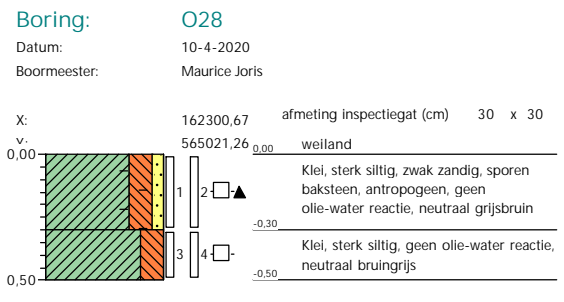 Boring: O28
Datum: 10-4-2020
Boormeester: Maurice Joris
X: 162300,67
afmeting inspectiegat (cm) 30 x 30
565021,26
0,00 weiland
0,00
Klei, sterk siltig, zwak zandig, sporen
baksteen, antropogeen, geen
olie-water reactie, neutraal grijsbruin
1 2
-0,30
Klei, sterk siltig, geen olie-water reactie,
neutraal bruingrijs
3 4
0,50
-0,50